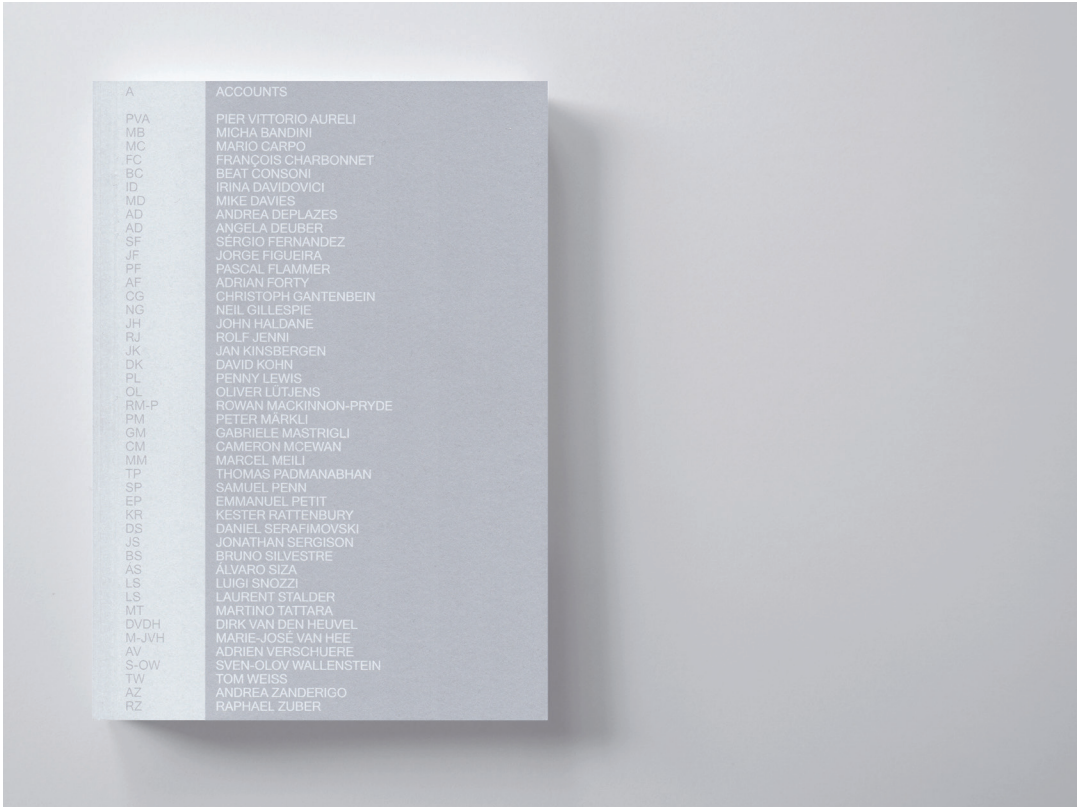 A ACCOUNTS
PVA PIER VITTORIO AURELI
MB MICHA BANDINI
MC MARIO CARPO
FC FRANÇOIS CHARBONNET
BC BEAT CONSONI
ID IRINA DAVIDOVICI
MD MIKE DAVIES
AD ANDREA DEPLAZES
AD ANGELA DEUBER
SF SÉRGIO FERNANDEZ
JF JORGE FIGUEIRA
PF PASCAL FLAMMER
AF ADRIAN FORTY
CG CHRISTOPH GANTENBEIN
NG NEIL GILLESPIE
JH JOHN HALDANE
RJ ROLF JENNI
JK JAN KINSBERGEN
DK DAVID KOHN
PL PENNY LEWIS
OL OLIVER LÜTJENS
RM-P ROWAN MACKINNON-PRYDE
PM PETER MÄRKLI
GM GABRIELE MASTRIGLI
CM CAMERON MCEWAN
MM MARCEL MEILI
TP THOMAS PADMANABHAN
SP SAMUEL PENN
EP EMMANUEL PETIT
KR KESTER RATTENBURY
DS DANIEL SERAFIMOVSKI
JS JONATHAN SERGISON
BS BRUNO SILVESTRE
AS ÁLVARO SIZA
LS LUIGI SNOZZI
LS LAURENT STALDER
MT MARTINO TATTARA
DVDH DIRK VAN DEN HEUVEL
M-JVH MARIE-JOSÉ VAN HEE
AV ADRIEN VERSCHUERE
S-OW SVEN-OLOV WALLENSTEIN
TW TOM WEISS
AZ ANDREA ZANDERIGO
RZ RAPHAEL ZUBER